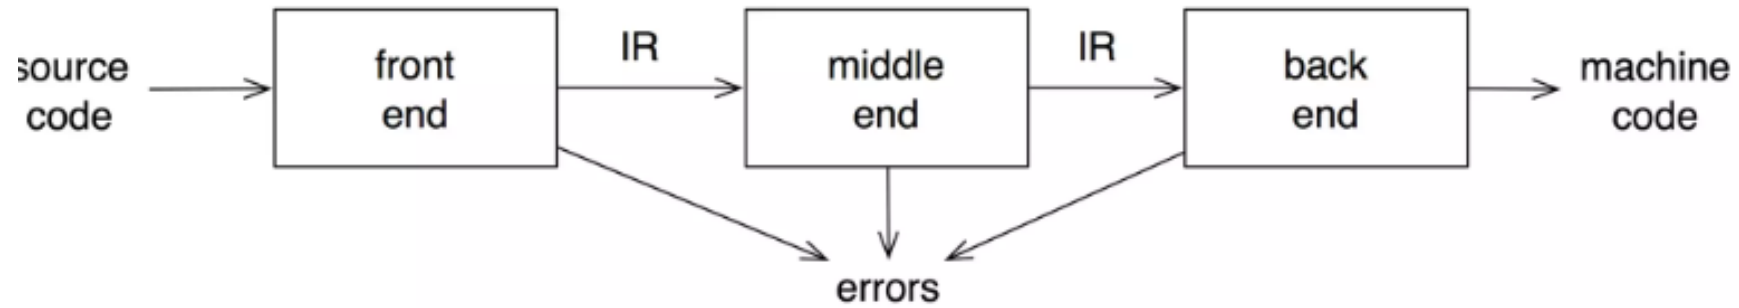 source
code
front
end
IR
middle
end
IR
back
end
machine
code
errors